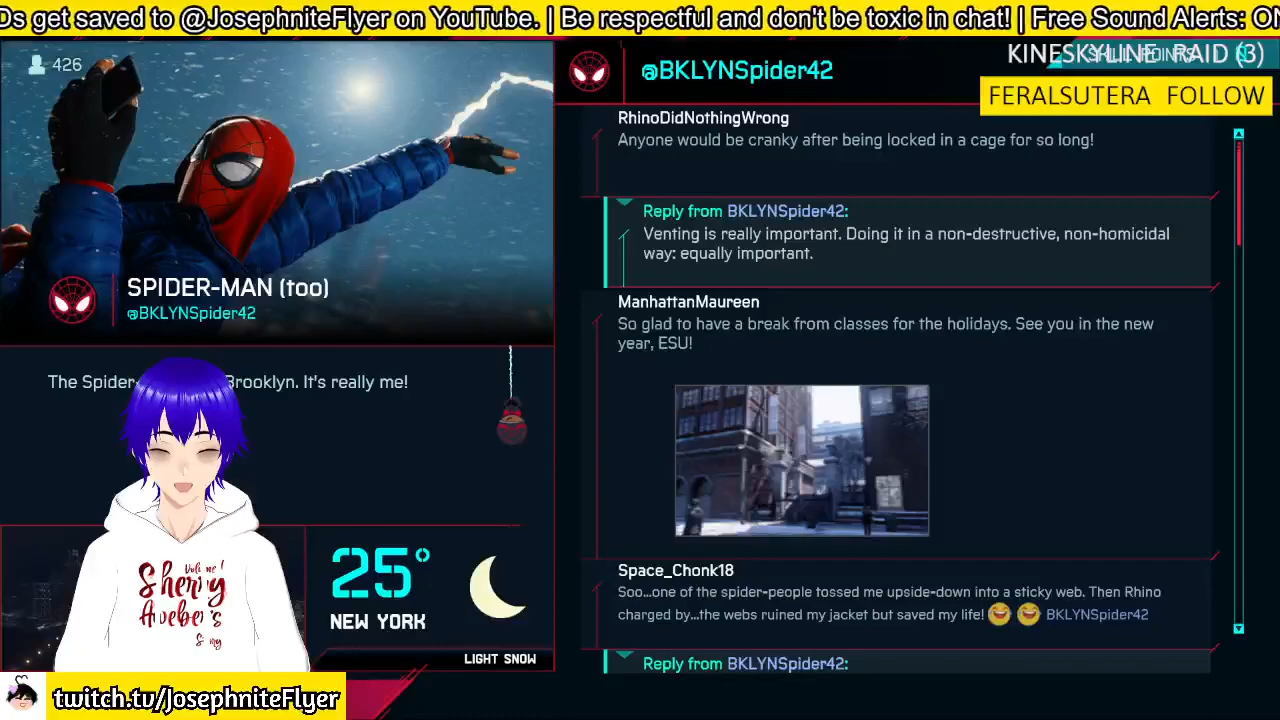 Ds get saved to @JosephniteFlyer on YouTube. | Be respectful and don't be toxic in chat! | Free Sound Alerts: ON
426
@BKLYNSpider42
KINESKYLINE RAID (3)
FERALSUTERA FOLLOW
SPIDER-MAN (too)
@BKLYNSpider42
The Spider- Brooklyn. It's really me!
25°
NEW YORK
LIGHT SNOW
RhinoDidNothingWrong
Anyone would be cranky after being locked in a cage for so long!
Reply from BKLYNSpider42:
Venting is really important. Doing it in a non-destructive, non-homicidal
way: equally important.
ManhattanMaureen
So glad to have a break from classes for the holidays. See you in the new
year, ESU!
Space_Chonk18
Soo...one of the spider-people tossed me upside-down into a sticky web. Then Rhino
charged by...the webs ruined my jacket but saved my life! 😂 😂 BKLYNSpider42
Reply from BKLYNSpider42:
twitch.tv/JosephniteFlyer